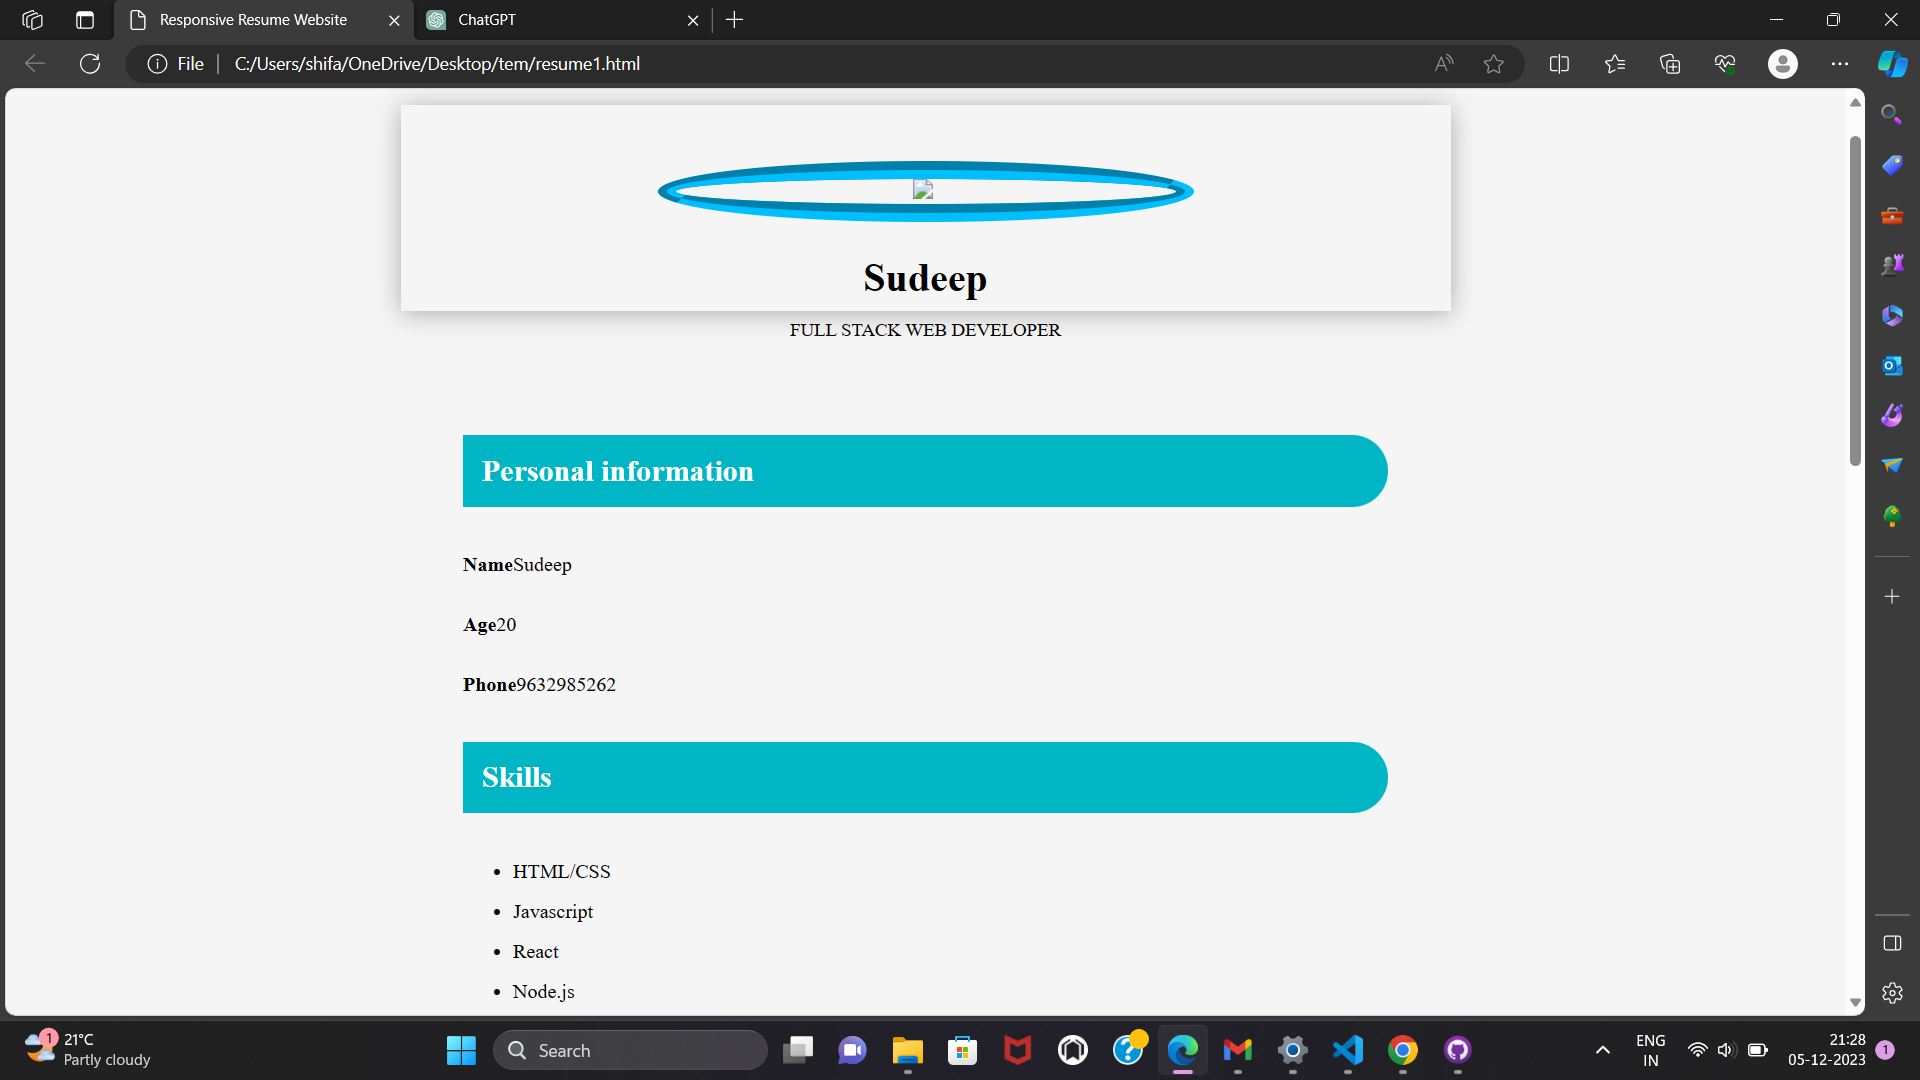 Responsive Resume Website
ChatGPT
File
C:/Users/shifa/OneDrive/Desktop/tem/resume1.html
Sudeep
FULL STACK WEB DEVELOPER
Personal information
NameSudeep
Age20
Phone9632985262
Skills
HTML/CSS
Javascript
React
Node.js
1
21°C
Partly cloudy
Search
ENG
IN
21:28
05-12-2023
1